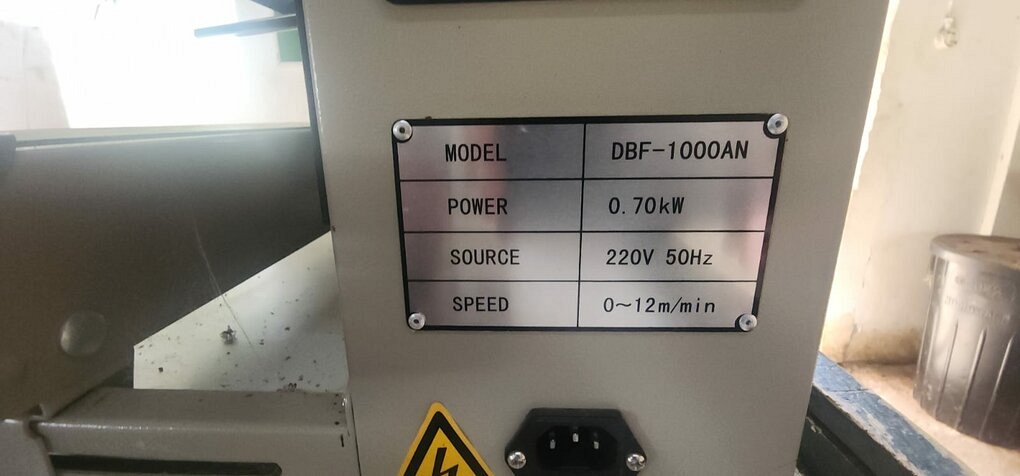 MODEL DBF-1000AN
POWER 0.70kW
SOURCE 220V 50Hz
SPEED 0~12m/min